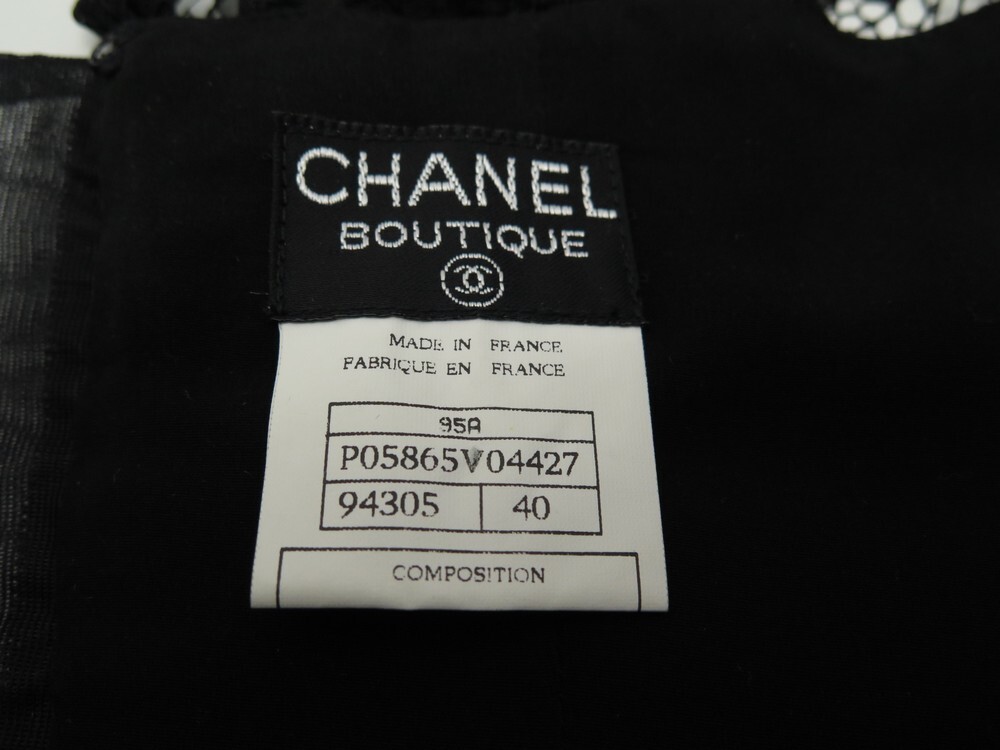 CHANEL
BOUTIQUE
MADE IN FRANCE
FABRIQUE EN FRANCE
95A
P05865V04427
94305 40
COMPOSITION